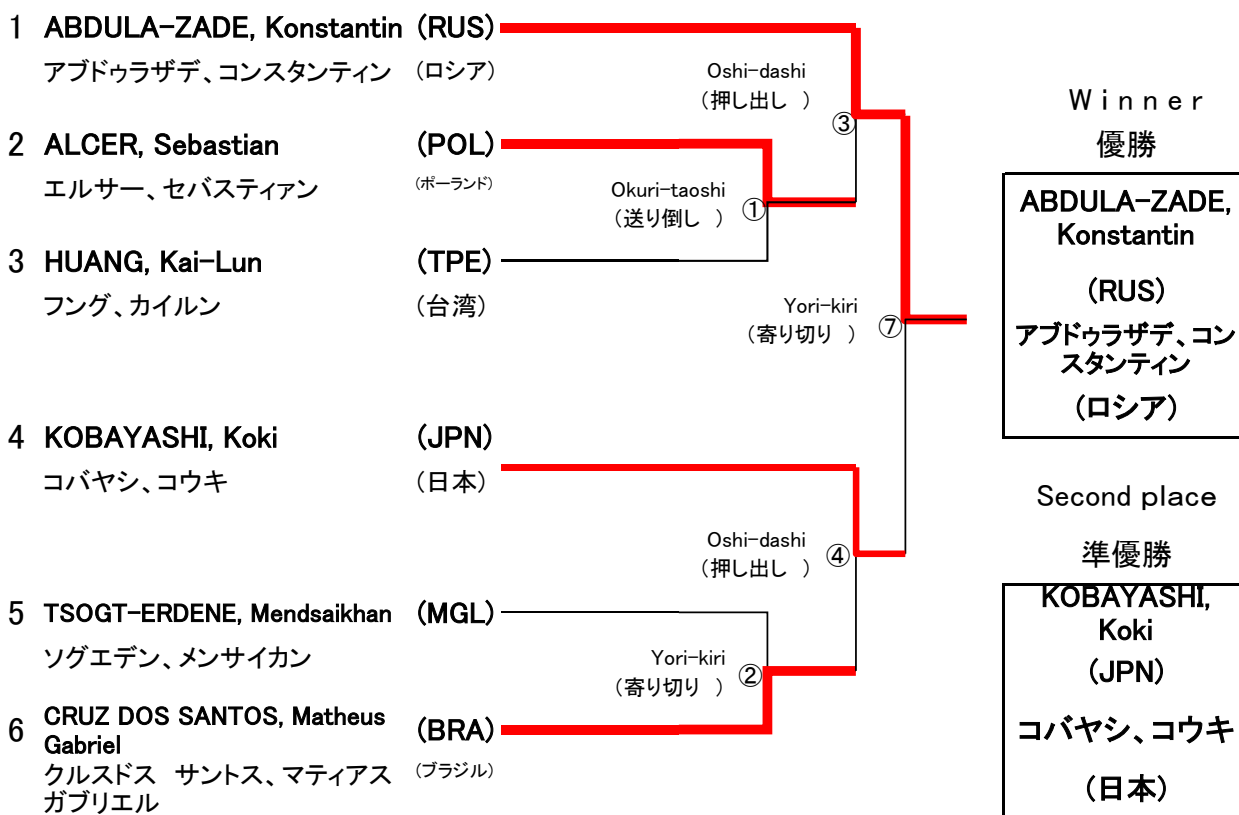 1 ABDULA-ZADE, Konstantin (RUS)
アブドゥラザデ、コンスタンティン (ロシア)
2 ALCER, Sebastian (POL)
エルサー、セバスティァン (ポーランド)
3 HUANG, Kai-Lun (TPE)
フング、カイルン (台湾)
4 KOBAYASHI, Koki (JPN)
コバヤシ、コウキ (日本)
5 TSOGT-ERDENE, Mendsaikhan (MGL)
ソグエデン、メンサイカン
6 CRUZ DOS SANTOS, Matheus
Gabriel (BRA)
クルスドス サントス、マティアス
ガブリエル (ブラジル)
Oshi-dashi
(押し出し )
③
Okuri-taoshi
(送り倒し )
①
Yori-kiri
(寄り切り )
⑦
Oshi-dashi
(押し出し )
④
Yori-kiri
(寄り切り )
②
Winner
優勝
ABDULA-ZADE,
Konstantin
(RUS)
アブドゥラザデ、コン
スタンティン
(ロシア)
Second place
準優勝
KOBAYASHI,
Koki
(JPN)
コバヤシ、コウキ
(日本)